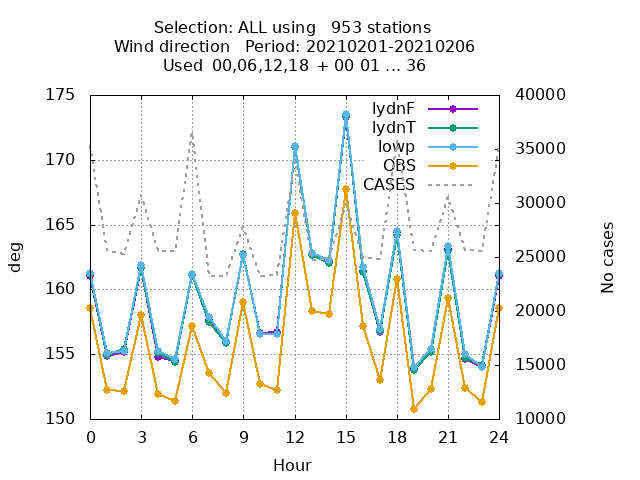 Selection: ALL using   953 stations
Wind direction   Period: 20210201-20210206
Used  00,06,12,18 + 00 01 ... 36
175 40000
lydnF
lydnT
lowp
OBS
CASES
170 35000
30000
165
25000
160
20000
155
15000
150 10000
deg
No cases
0 3 6 9 12 15 18 21 24
Hour